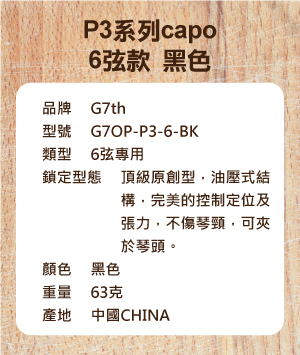 P3系列capo
6弦款 黑色
品牌 G7th
型號 G7OP-P3-6-BK
類型 6弦專用
鎖定型態 頂級原創型，油壓式結
構，完美的控制定位及
張力，不傷琴頸，可夾
於琴頭。
顏色 黑色
重量 63克
產地 中國CHINA